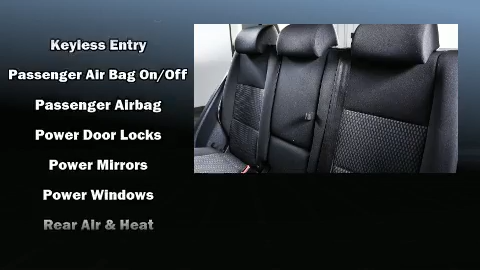 Keyless Entry
Passenger Air Bag On/Off
Passenger Airbag
Power Door Locks
Power Mirrors
Power Windows
Rear Air & Heat